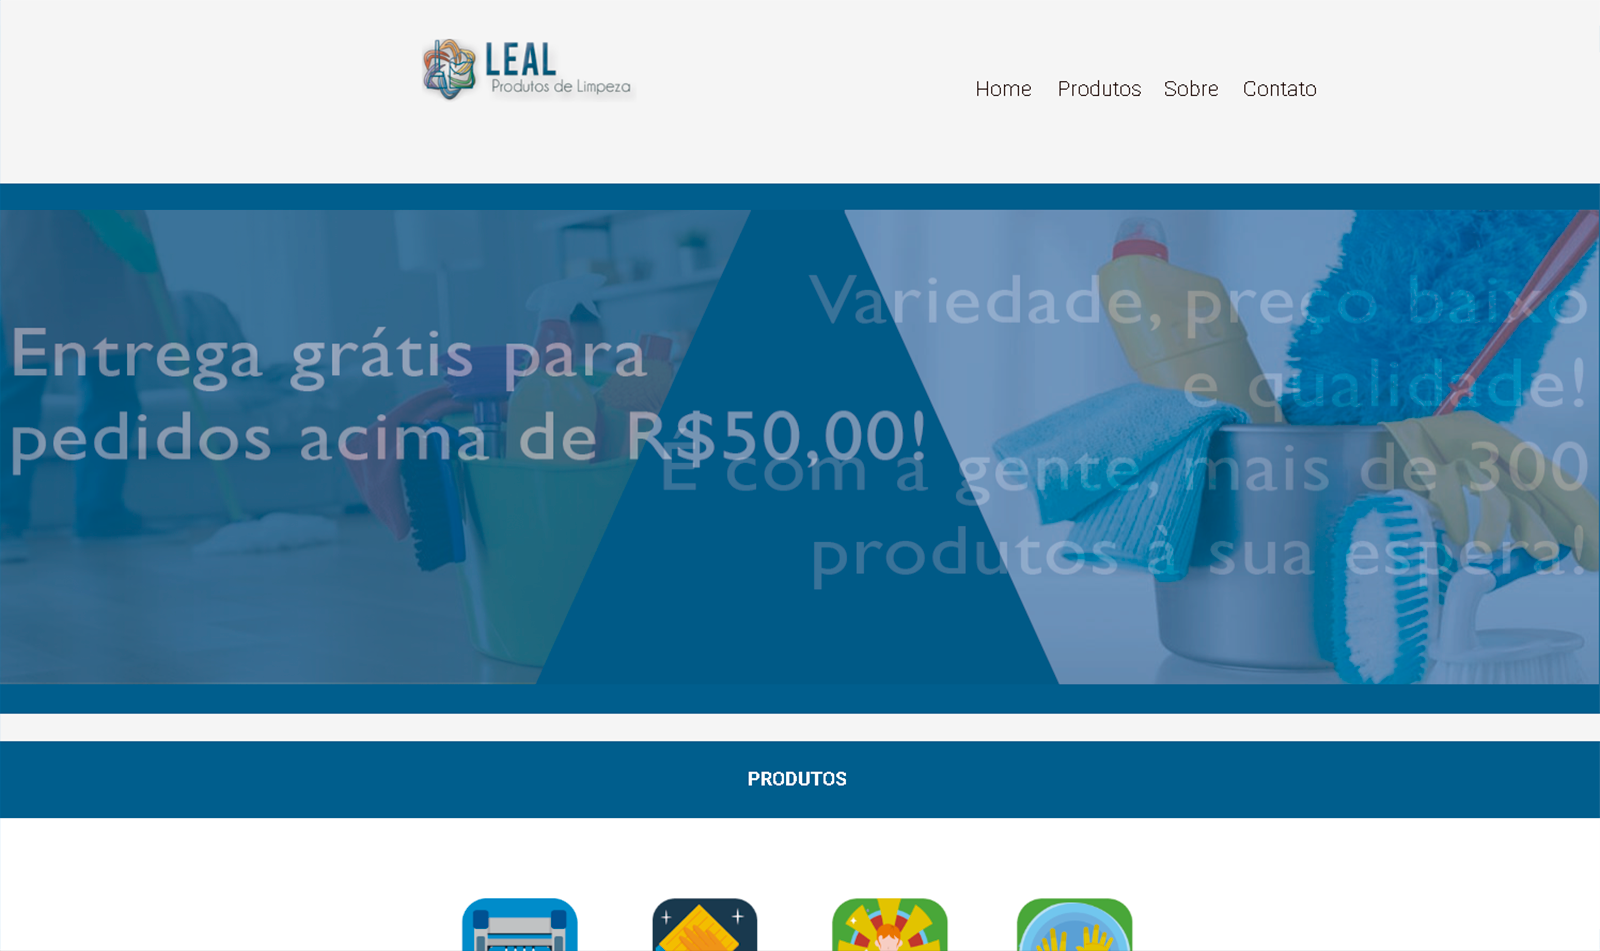 LEAL
Produtos de Limpeza
Home Produtos Sobre Contato
Entrega grátis para
pedidos acima de R$50,00!
Variedade, preço baixo
e qualidade!
É com a gente, mais de 300
produtos à sua espera!
PRODUTOS